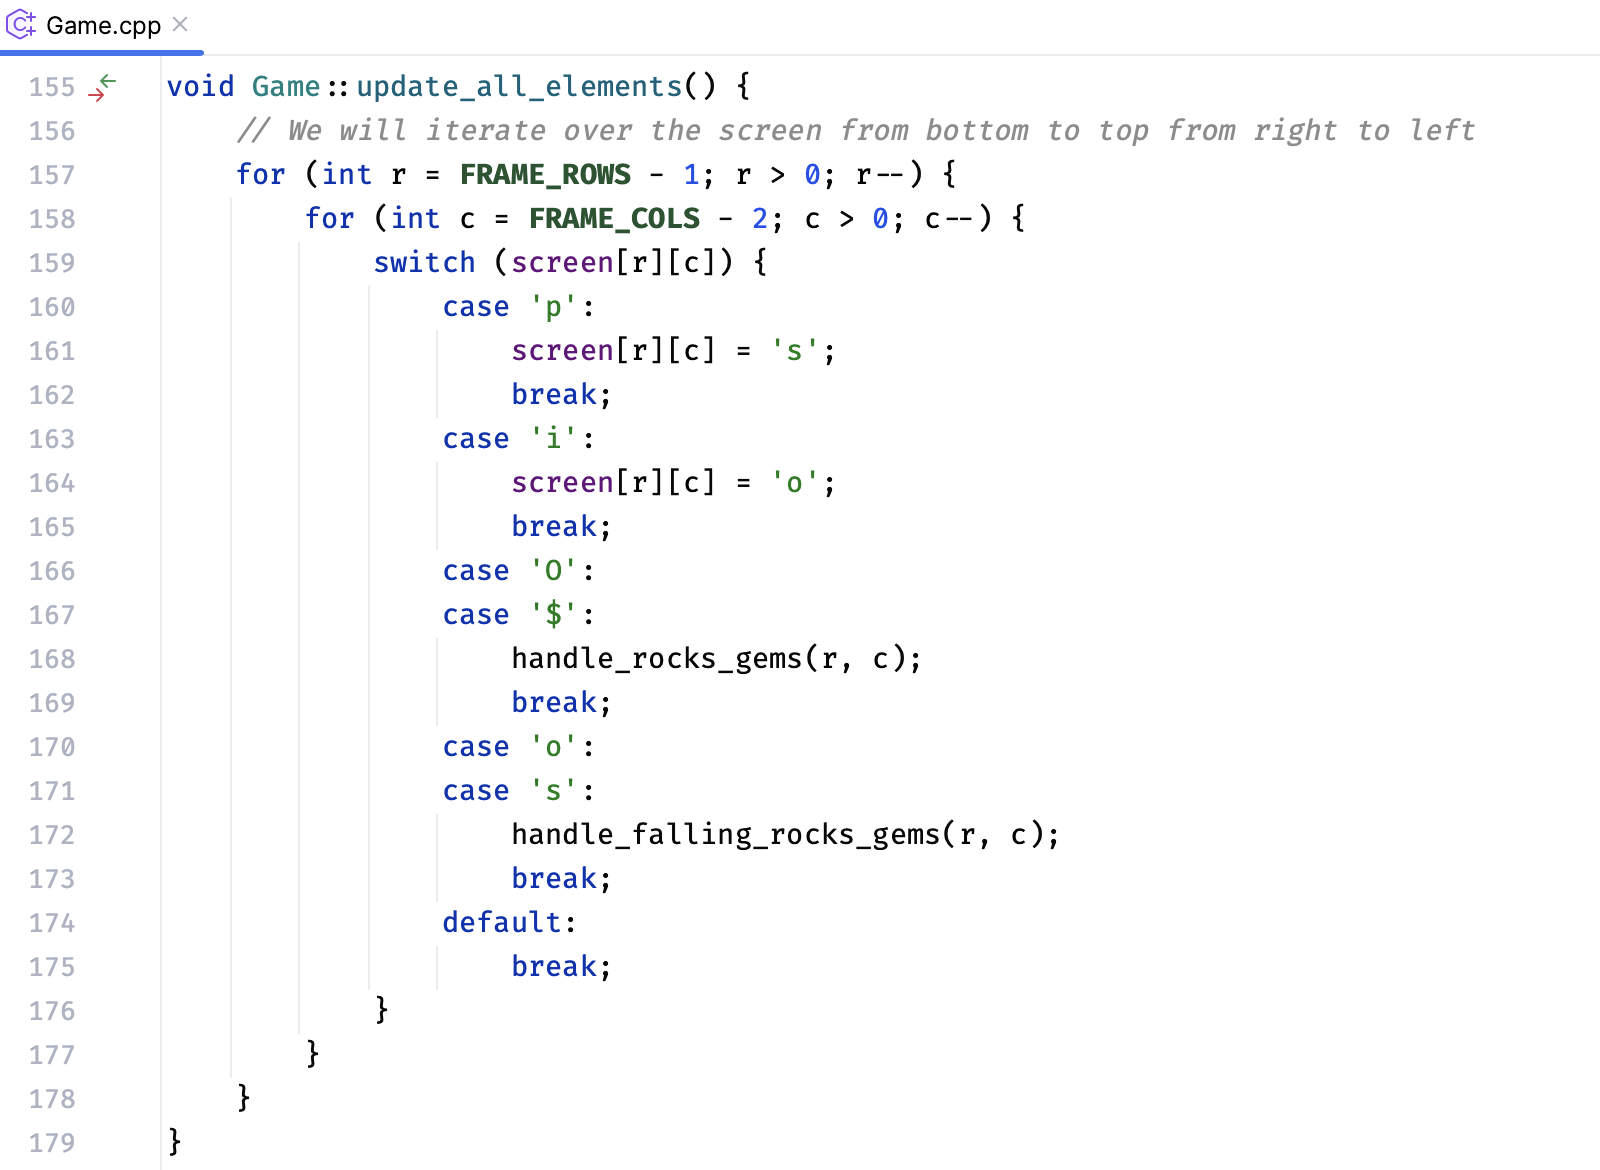 Game.cpp
155 void Game::update_all_elements() {
156     // We will iterate over the screen from bottom to top from right to left
157     for (int r = FRAME_ROWS - 1; r > 0; r--) {
158         for (int c = FRAME_COLS - 2; c > 0; c--) {
159             switch (screen[r][c]) {
160                 case 'p':
161                     screen[r][c] = 's';
162                     break;
163                 case 'i':
164                     screen[r][c] = 'o';
165                     break;
166                 case 'O':
167                 case '$':
168                     handle_rocks_gems(r, c);
169                     break;
170                 case 'o':
171                 case 's':
172                     handle_falling_rocks_gems(r, c);
173                     break;
174                 default:
175                     break;
176             }
177         }
178     }
179 }